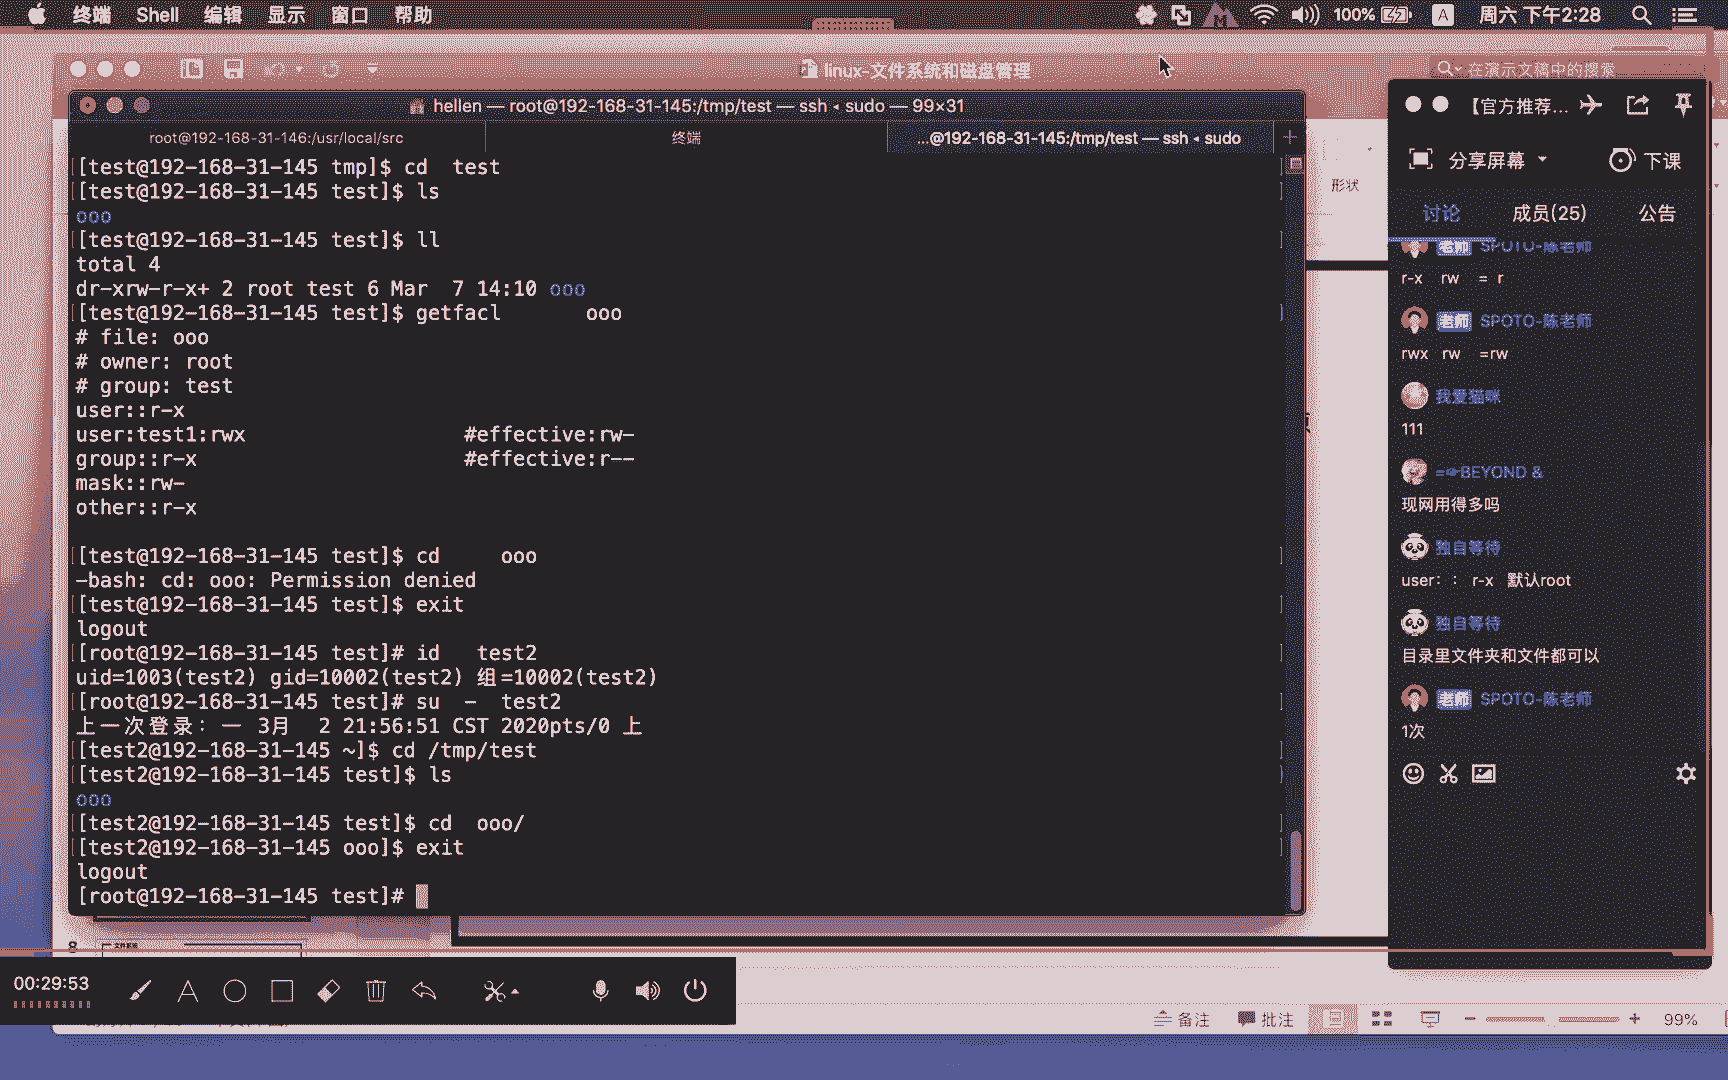 终端 Shell 编辑 显示 窗口 帮助 100% A 周六 下午2:28
linux-文件系统和磁盘管理
在演示文稿中的搜索
hellen — root@192-168-31-145:/tmp/test — ssh ◂ sudo — 99×31
root@192-168-31-146:/usr/local/src 终端 ...@192-168-31-145:/tmp/test — ssh ◂ sudo +
[[test@192-168-31-145 tmp]$ cd   test
[[test@192-168-31-145 test]$ ls
ooo
[[test@192-168-31-145 test]$ ll
total 4
dr-xrw-r-x+ 2 root test 6 Mar  7 14:10 ooo
[[test@192-168-31-145 test]$ getfacl       ooo
# file: ooo
# owner: root
# group: test
user::r-x
user:test1:rwx                  #effective:rw-
group::r-x                      #effective:r--
mask::rw-
other::r-x
[[test@192-168-31-145 test]$ cd     ooo
-bash: cd: ooo: Permission denied
[[test@192-168-31-145 test]$ exit
logout
[[root@192-168-31-145 test]# id   test2
uid=1003(test2) gid=10002(test2) 组=10002(test2)
[[root@192-168-31-145 test]# su  -  test2
上一次登录：一 3月  2 21:56:51 CST 2020pts/0 上
[[test2@192-168-31-145 ~]$ cd /tmp/test
[[test2@192-168-31-145 test]$ ls
ooo
[[test2@192-168-31-145 test]$ cd  ooo/
[[test2@192-168-31-145 ooo]$ exit
logout
[root@192-168-31-145 test]#
形状
【官方推荐...
分享屏幕 下课
讨论 成员(25) 公告
老师 SPOTO-陈老师
r-x   rw   = r
老师 SPOTO-陈老师
rwx   rw   =rw
我爱猫咪
111
=☞BEYOND &
现网用得多吗
独自等待
user：： r-x   默认root
独自等待
目录里文件夹和文件都可以
老师 SPOTO-陈老师
1次
8
00:29:53
备注 批注 99%